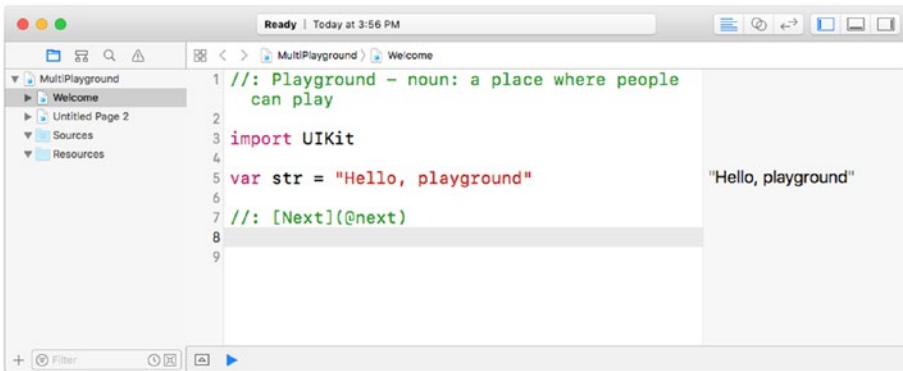 Ready | Today at 3:56 PM
MultiPlayground 〉 Welcome
MultiPlayground
Welcome
Untitled Page 2
Sources
Resources
1 //: Playground – noun: a place where people
can play
2
3 import UIKit
4
5 var str = "Hello, playground"
"Hello, playground"
6
7 //: [Next](@next)
8
9
Filter